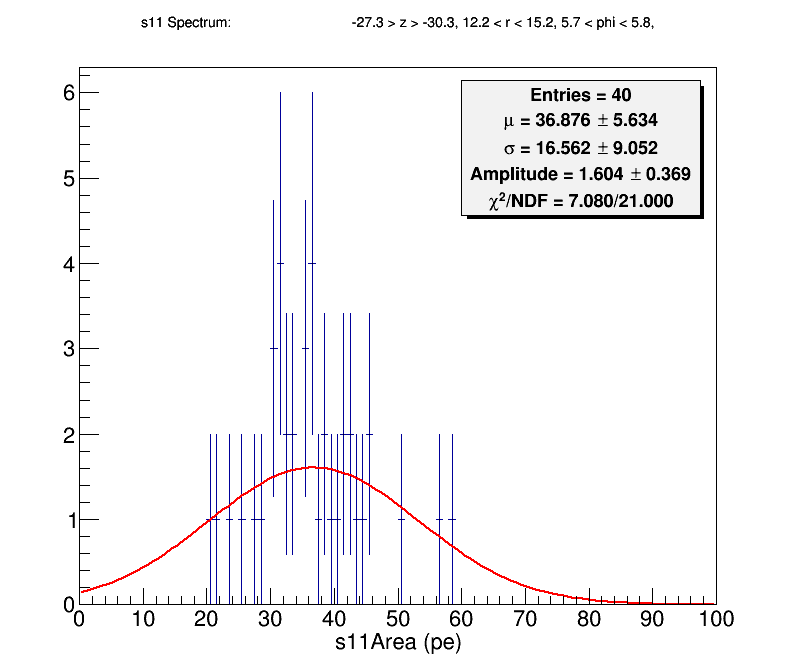 s11 Spectrum: -27.3 > z > -30.3, 12.2 < r < 15.2, 5.7 < phi < 5.8,
Entries = 40
μ = 36.876 ± 5.634
σ = 16.562 ± 9.052
Amplitude = 1.604 ± 0.369
χ²/NDF = 7.080/21.000
6
5
4
3
2
1
0
0 10 20 30 40 50 60 70 80 90 100
s11Area (pe)